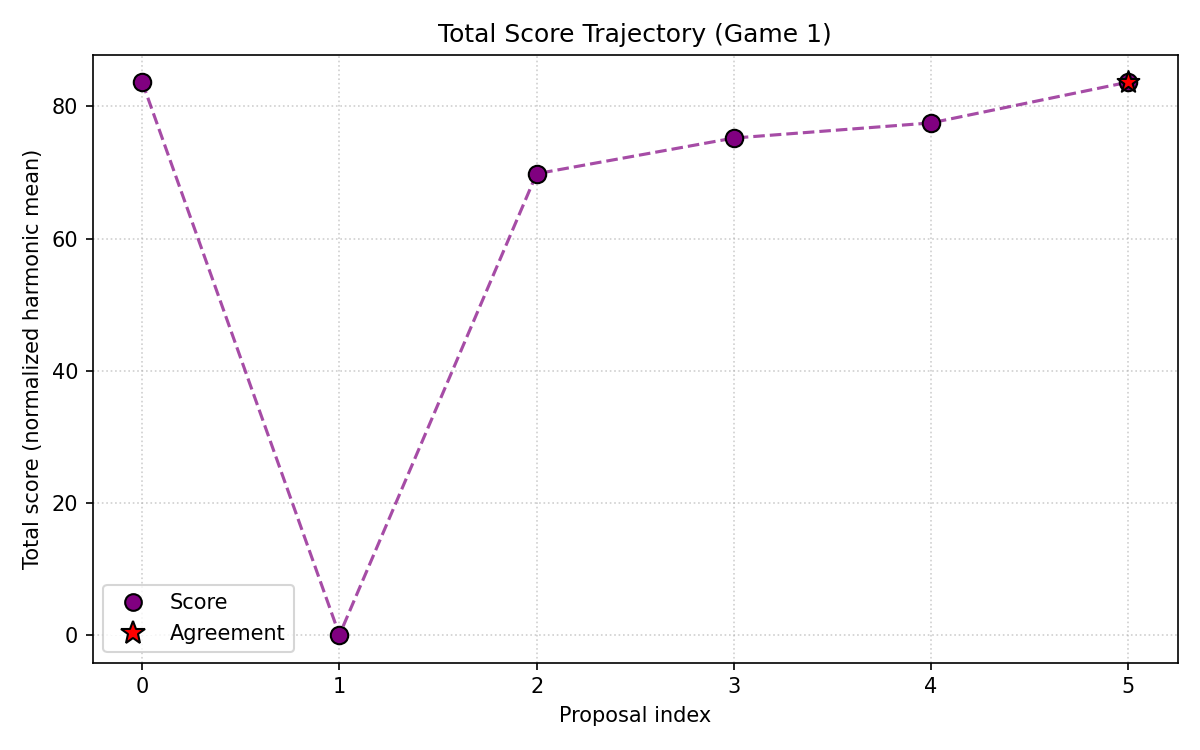 Total Score Trajectory (Game 1)
Total score (normalized harmonic mean)
80
60
40
20
0
Score
Agreement
0 1 2 3 4 5
Proposal index